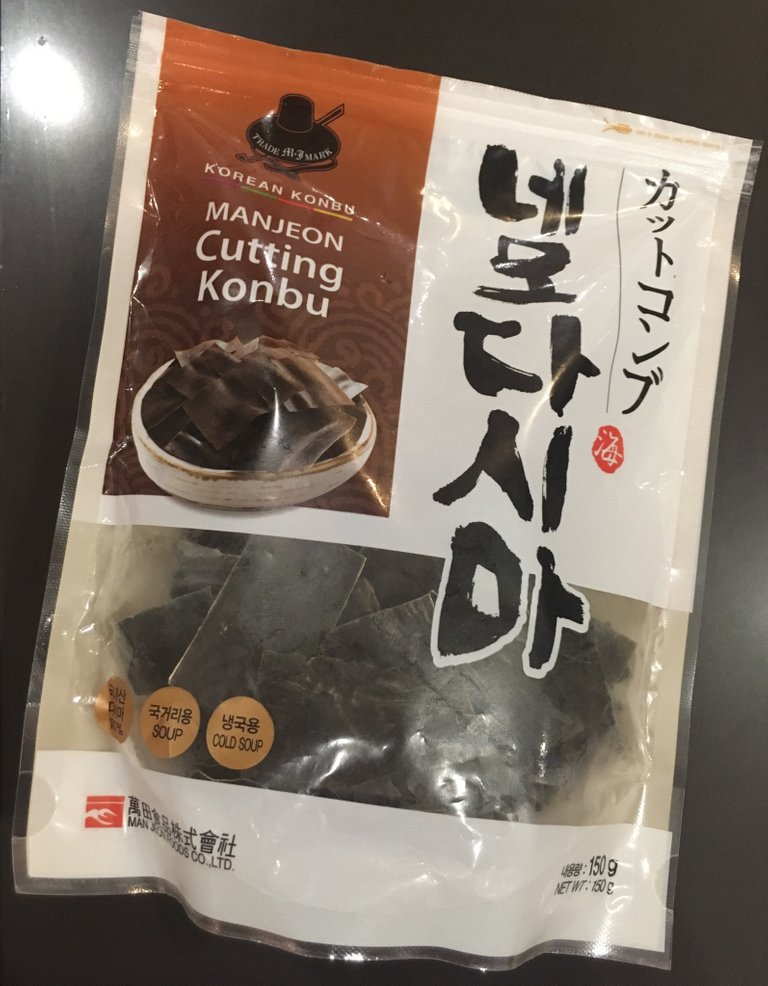 TRADE M·J MARK
KOREAN KONBU
MANJEON
Cutting
Konbu
네모다시마
カットコンブ
海
국거리용
SOUP
냉국용
COLD SOUP
萬田食品株式會社
MAN JEON FOODS CO.,LTD.
내용량 : 150g
NET WT : 150g